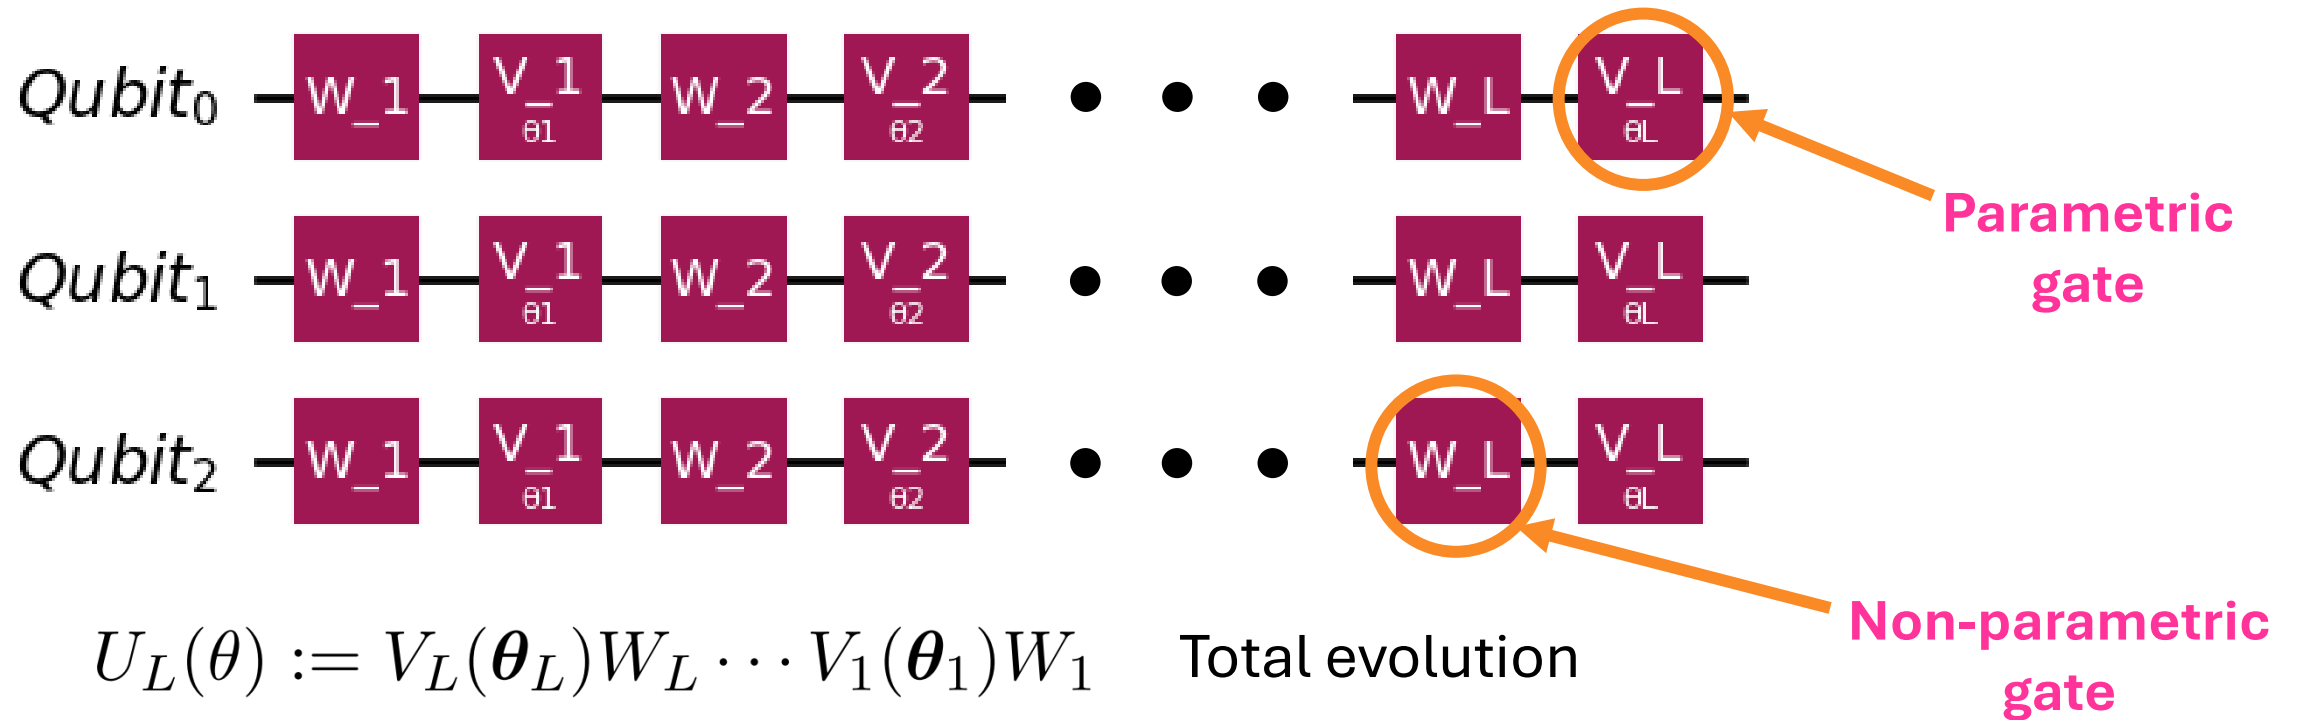 Qubit₀ W_1 V_1 θ1 W_2 V_2 θ2 W_L V_L θL
Parametric
gate
Qubit₁ W_1 V_1 θ1 W_2 V_2 θ2 W_L V_L θL
Qubit₂ W_1 V_1 θ1 W_2 V_2 θ2 W_L V_L θL
Non-parametric
gate
U_L(θ) := V_L(θ_L)W_L ⋯ V_1(θ_1)W_1 Total evolution